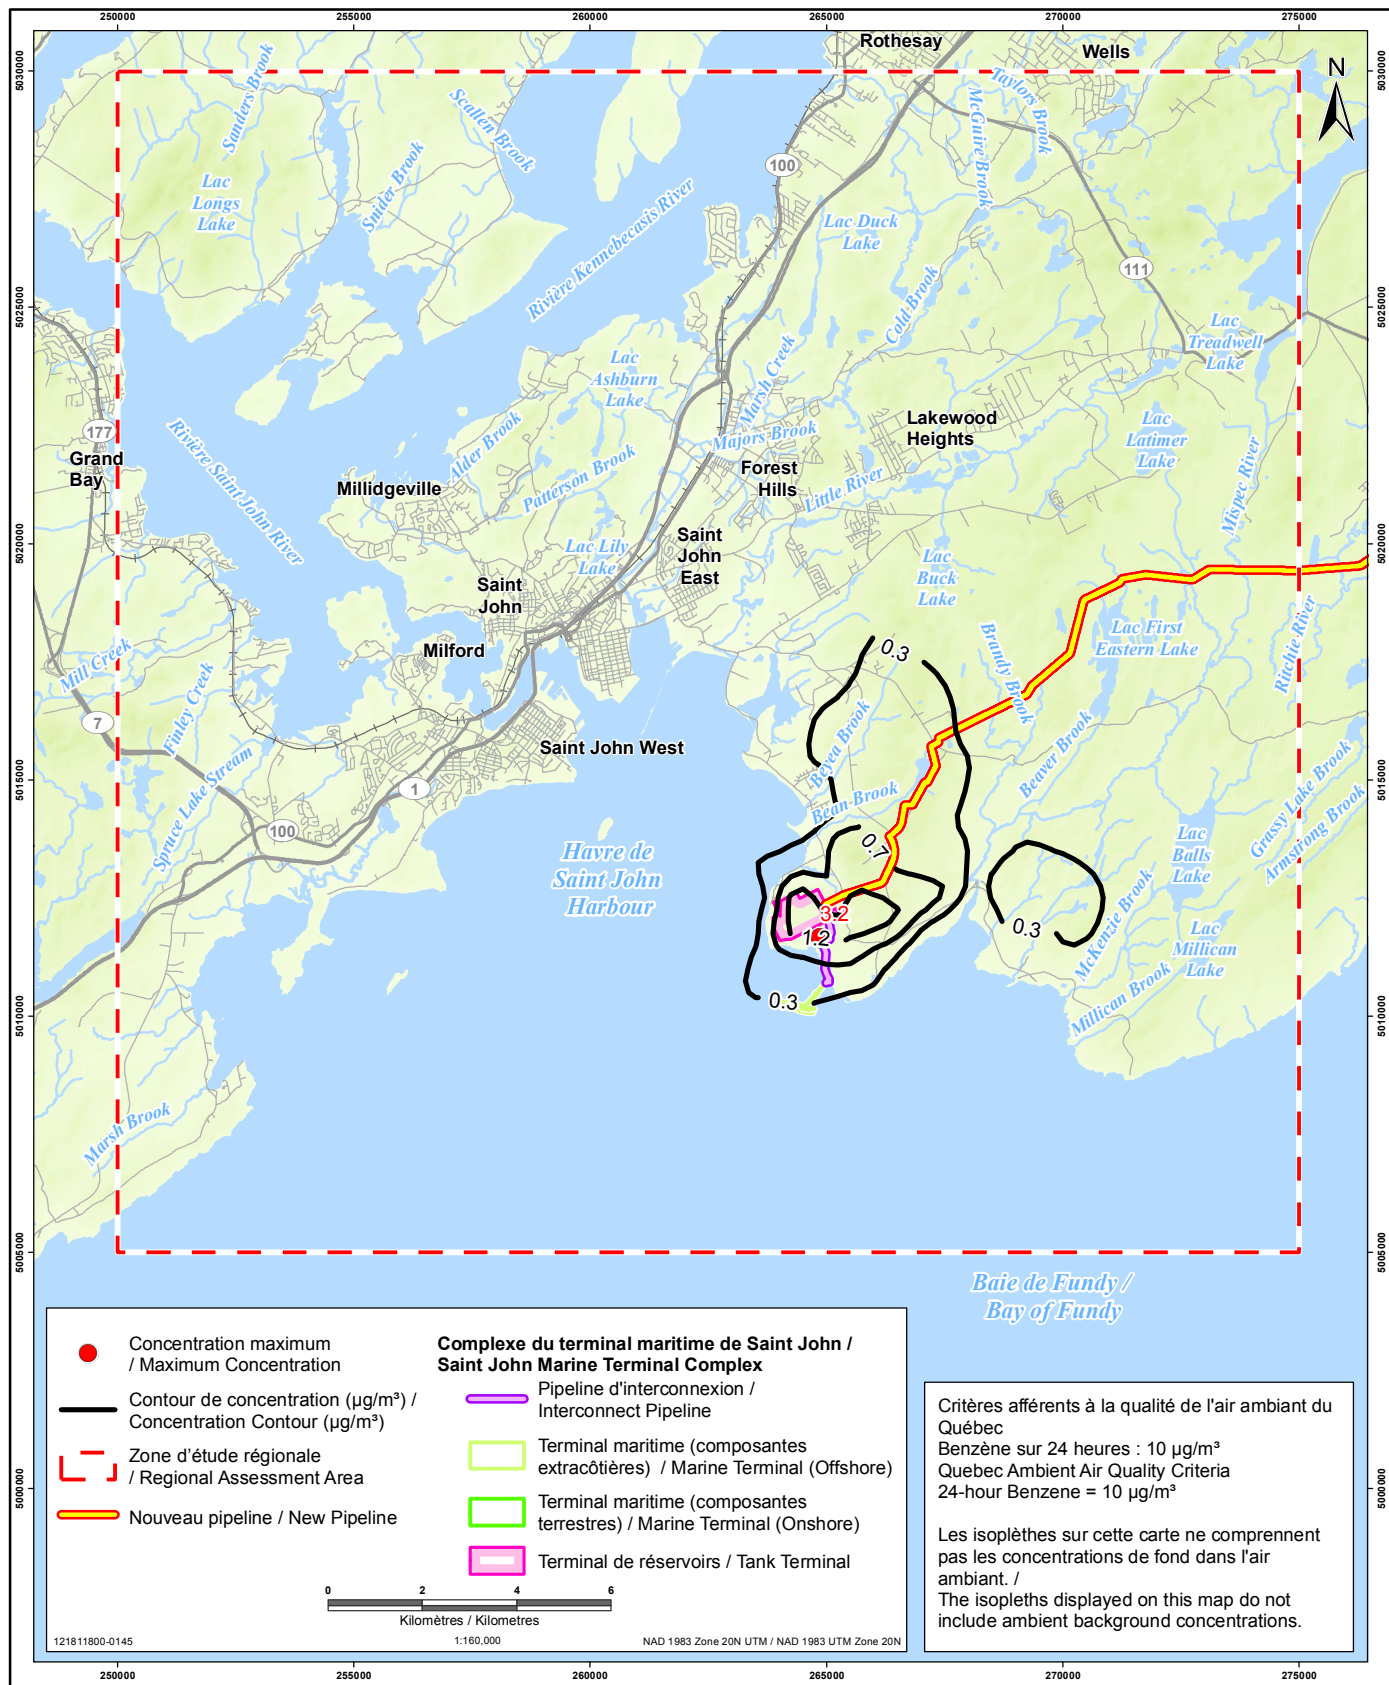 250000
255000
260000
265000
270000
275000
5030000
5025000
5020000
5015000
5010000
5005000
5000000
5030000
5025000
5020000
5015000
5010000
5005000
5000000
Rothesay
Wells
N
Sanders Brook
Scallen Brook
Snider Brook
Taylors Brook
McGuire Brook
100
Lac
Longs
Lake
Rivière Kennebecasis River
Lac Duck
Lake
111
Cold Brook
Lac
Treadwell
Lake
Lac
Ashburn
Lake
Marsh Creek
177
Grand
Bay
Rivière Saint John River
Alder Brook
Majors Brook
Lakewood
Heights
Lac
Latimer
Lake
Millidgeville
Patterson Brook
Forest
Hills
Little River
Mispec River
Saint
John
East
Lac Lily
Lake
Lac
Buck
Lake
Saint
John
Milford
Mill Creek
Finley Creek
Brandy Brook
Lac First
Eastern Lake
Ritchie River
0.3
7
Saint John West
Beyea Brook
Beaver Brook
Spruce Lake Stream
1
100
Bean Brook
Grassy Lake Brook
Armstrong Brook
Havre de
Saint John
Harbour
0.7
Lac
Balls
Lake
3.2
1.2
0.3
McKenzie Brook
Lac
Millican
Lake
0.3
Millican Brook
Marsh Brook
Baie de Fundy /
Bay of Fundy
Concentration maximum
/ Maximum Concentration
Contour de concentration (µg/m³) /
Concentration Contour (µg/m³)
Zone d'étude régionale
/ Regional Assessment Area
Nouveau pipeline / New Pipeline
Complexe du terminal maritime de Saint John /
Saint John Marine Terminal Complex
Pipeline d'interconnexion /
Interconnect Pipeline
Terminal maritime (composantes
extracôtières) / Marine Terminal (Offshore)
Terminal maritime (composantes
terrestres) / Marine Terminal (Onshore)
Terminal de réservoirs / Tank Terminal
0 2 4 6
Kilomètres / Kilometres
121811800-0145
1:160,000
NAD 1983 Zone 20N UTM / NAD 1983 UTM Zone 20N
Critères afférents à la qualité de l'air ambiant du
Québec
Benzène sur 24 heures : 10 µg/m³
Quebec Ambient Air Quality Criteria
24-hour Benzene = 10 µg/m³
Les isoplèthes sur cette carte ne comprennent
pas les concentrations de fond dans l'air
ambiant. /
The isopleths displayed on this map do not
include ambient background concentrations.
250000
255000
260000
265000
270000
275000